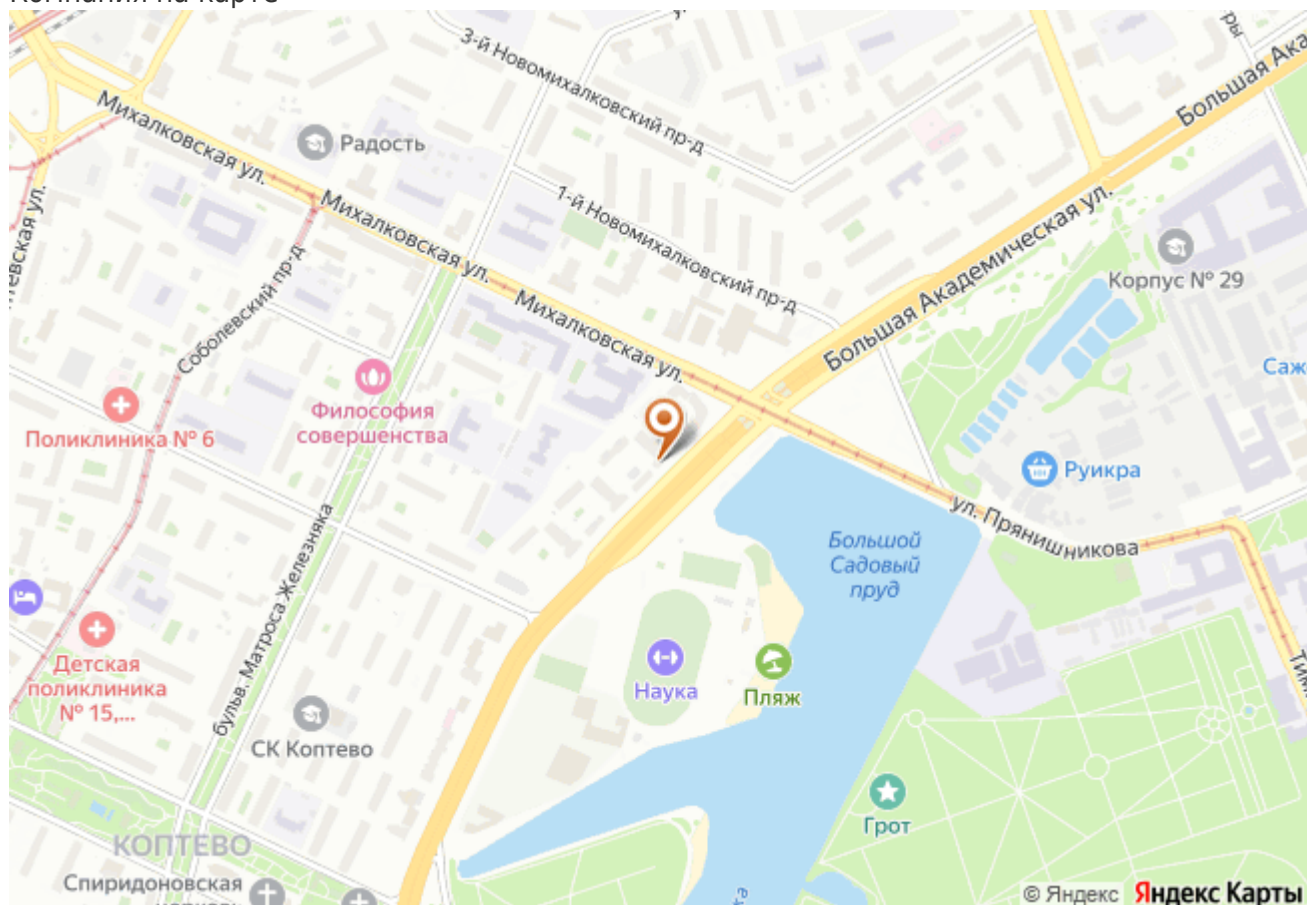 3-й Новомихалковский пр-д
Большая Ака
Михалковская ул.
Радость
Михалковская ул.
1-й Новомихалковский пр-д
Большая Академическая ул.
Корпус № 29
Соболевский пр-д
Михалковская ул.
Саж
Философия
совершенства
Поликлиника № 6
Руикра
ул. Прянишникова
Большой
Садовый
пруд
бульв. Матроса Железняка
Детская
поликлиника
№ 15,...
Наука
Пляж
Тим
СК Коптево
Грот
КОПТЕВО
Спиридоновская
© Яндекс Яндекс Карты